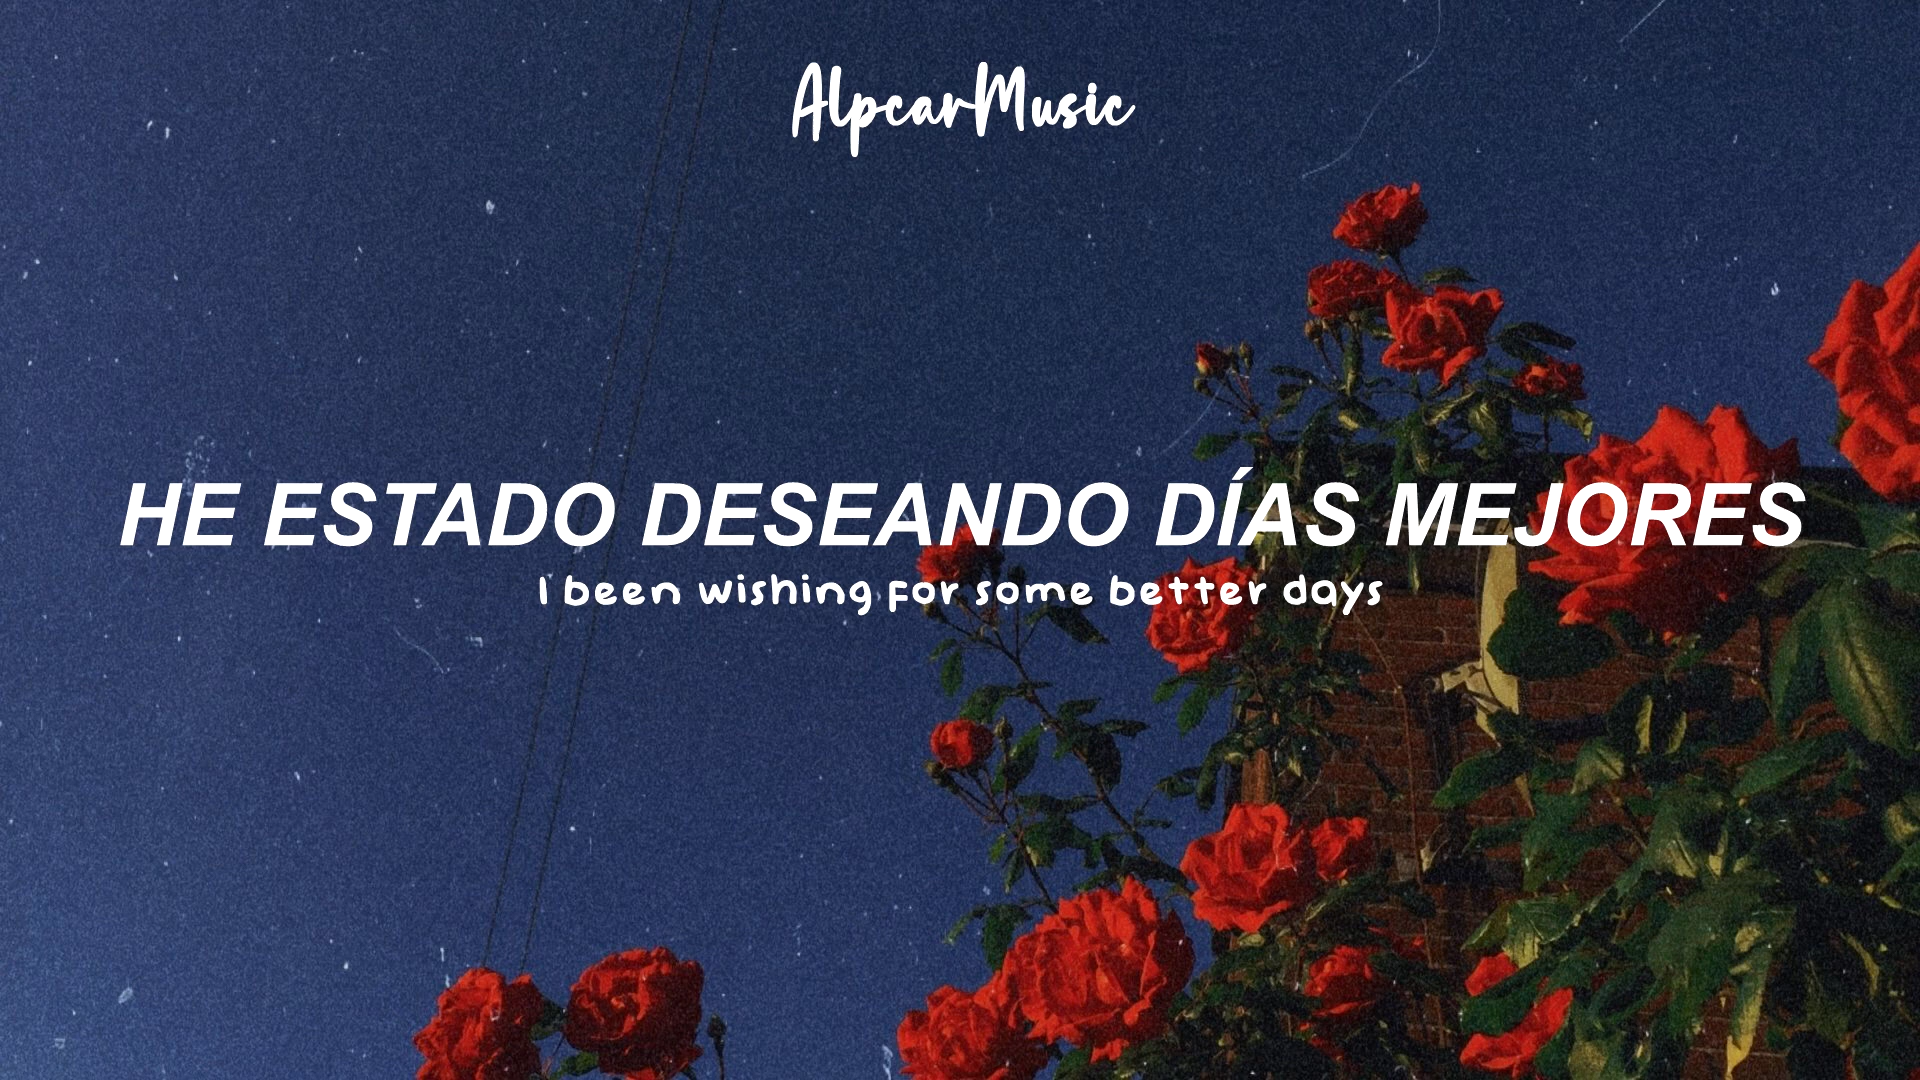 AlpcarMusic
HE ESTADO DESEANDO DÍAS MEJORES
I been wishing for some better days